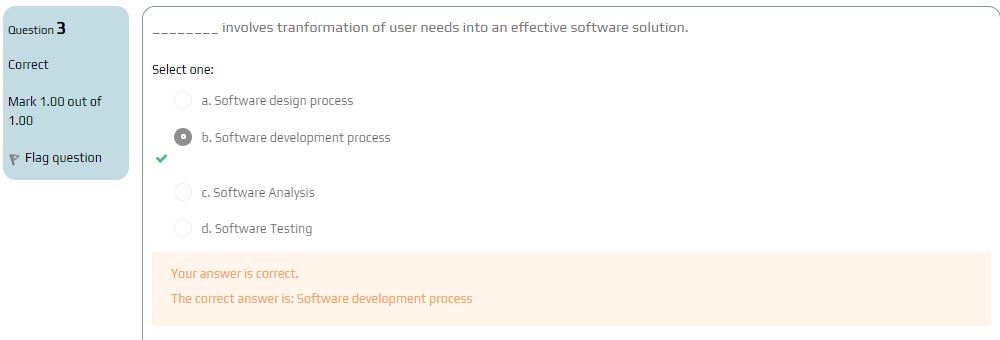 Question 3
Correct
Mark 1.00 out of
1.00
Flag question
________ involves tranformation of user needs into an effective software solution.
Select one:
a. Software design process
b. Software development process
c. Software Analysis
d. Software Testing
Your answer is correct.
The correct answer is: Software development process